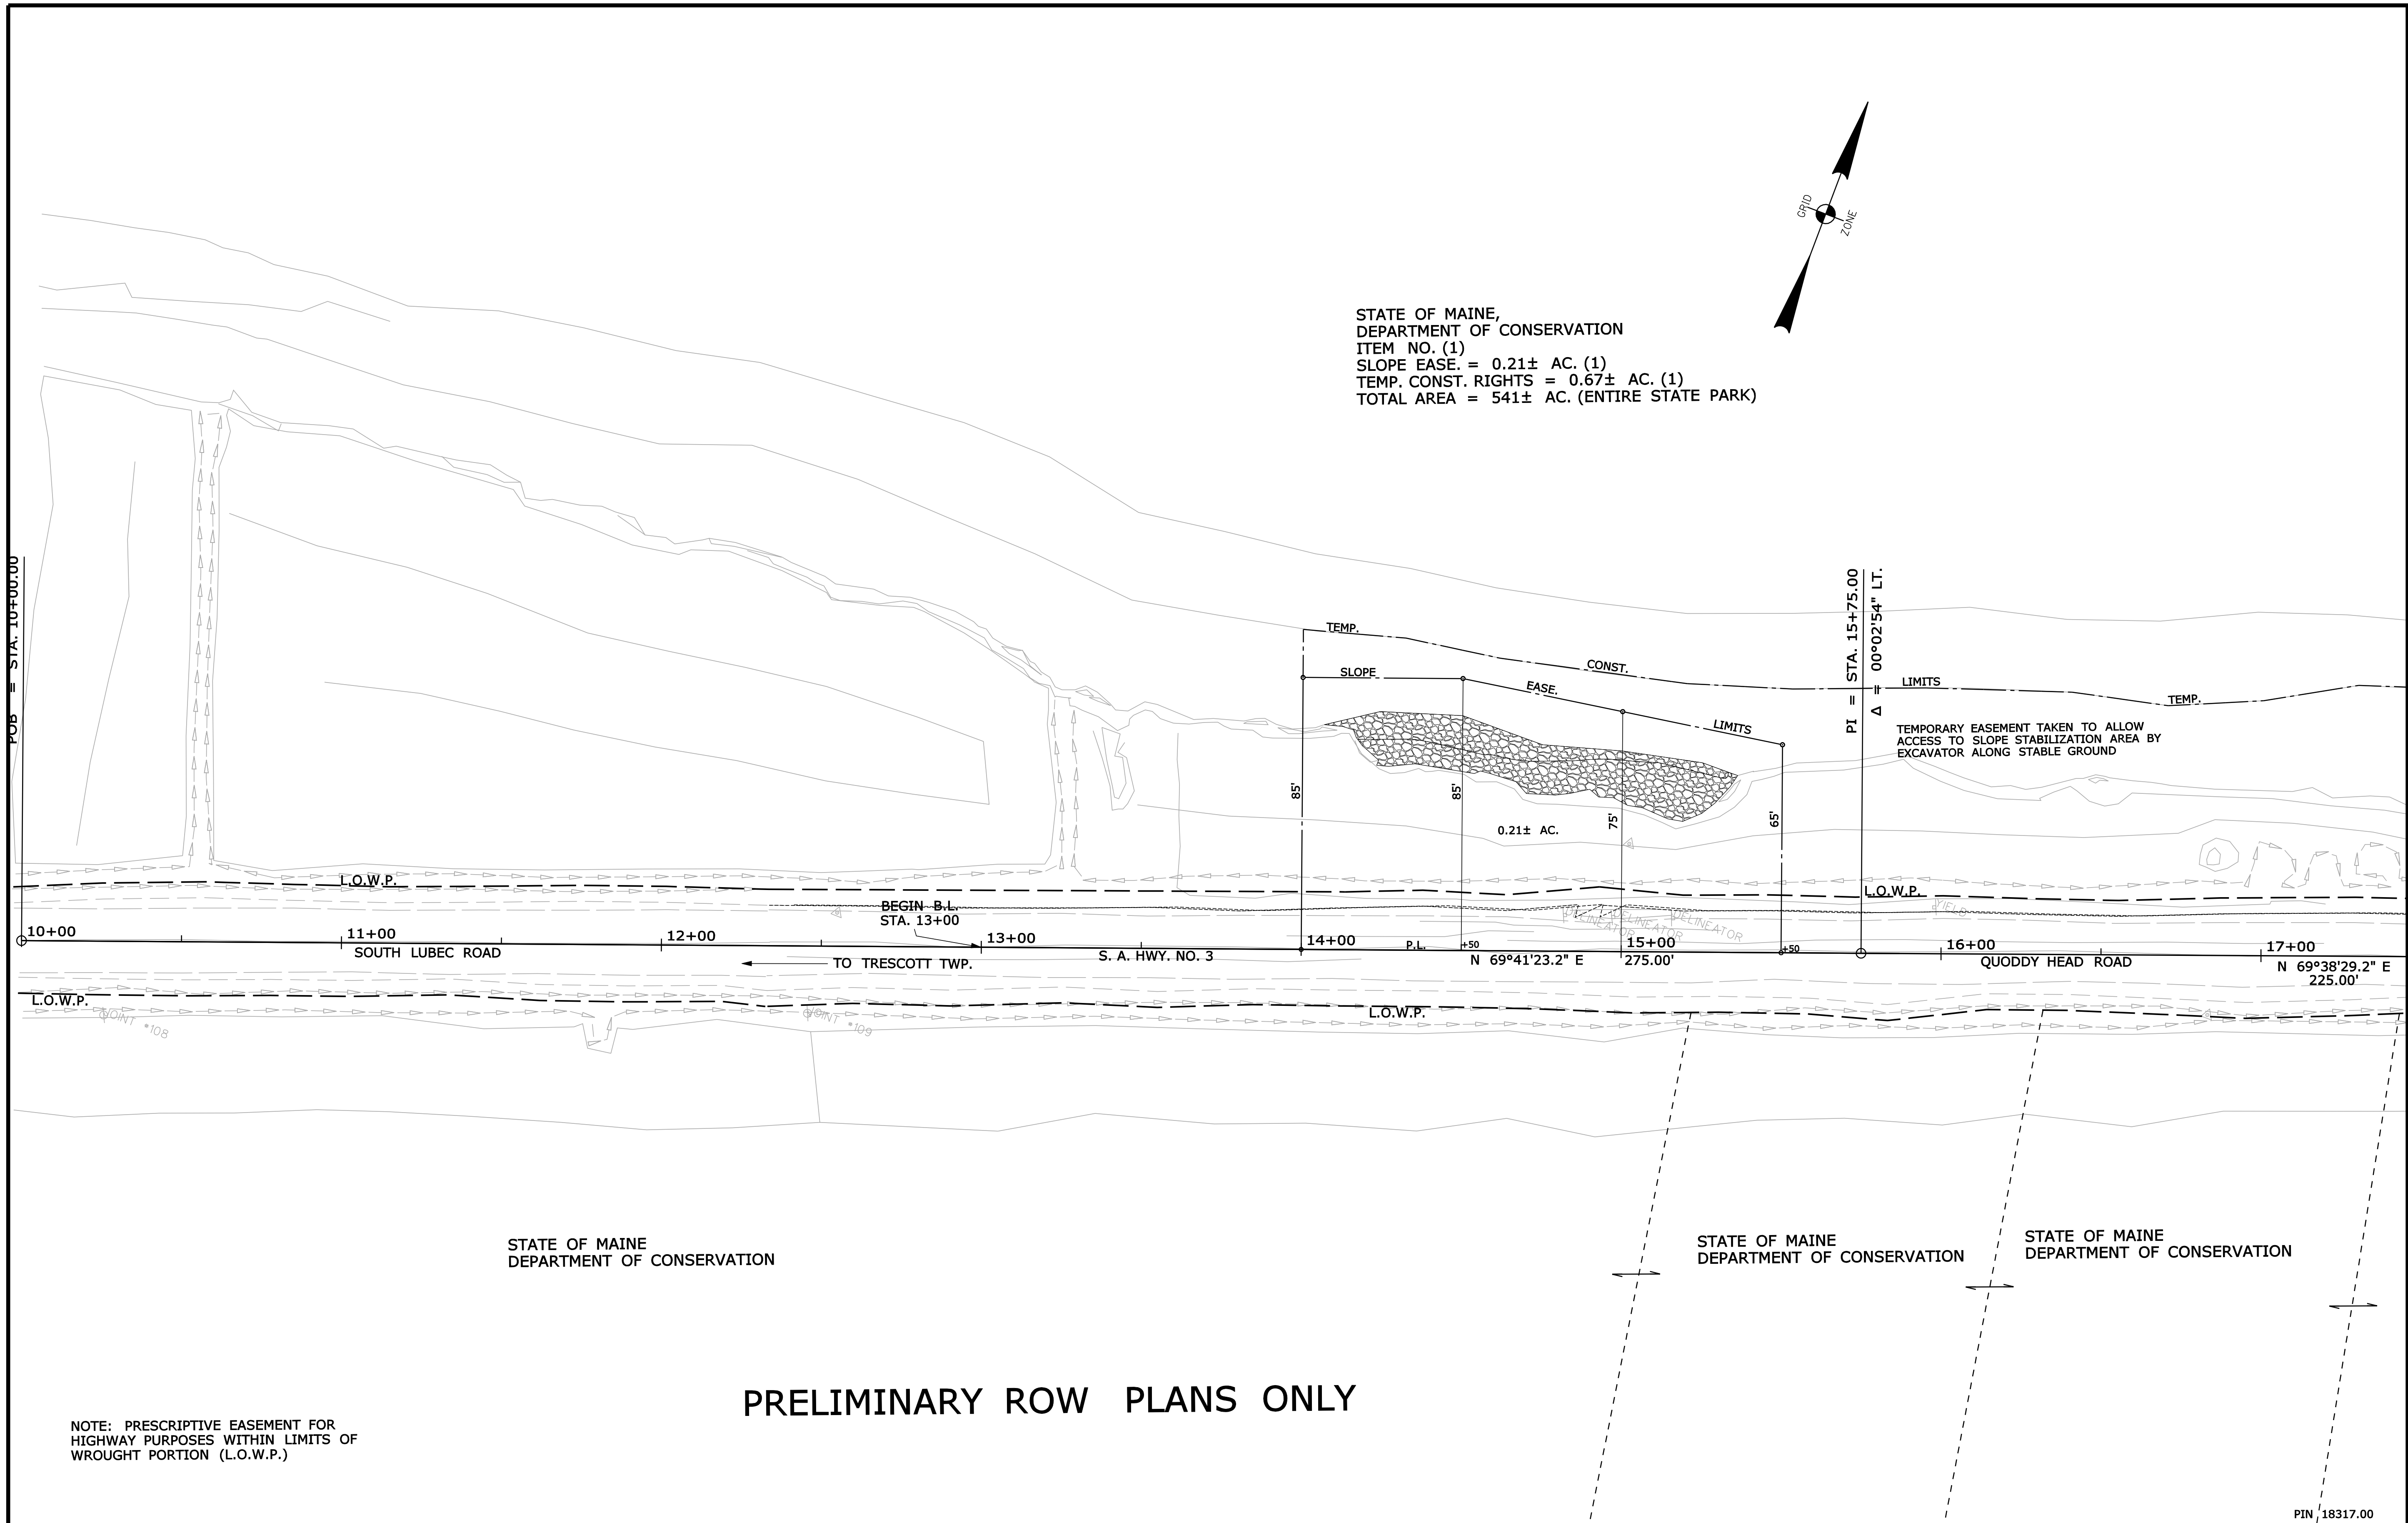 GRID
ZONE
STATE OF MAINE,
DEPARTMENT OF CONSERVATION
ITEM NO. (1)
SLOPE EASE. = 0.21± AC. (1)
TEMP. CONST. RIGHTS = 0.67± AC. (1)
TOTAL AREA = 541± AC. (ENTIRE STATE PARK)
POB = STA. 10+00.00
PI = STA. 15+75.00
Δ = 00°02'54" LT.
TEMP.
CONST.
LIMITS
TEMP.
SLOPE
EASE.
LIMITS
TEMPORARY EASEMENT TAKEN TO ALLOW
ACCESS TO SLOPE STABILIZATION AREA BY
EXCAVATOR ALONG STABLE GROUND
85'
85'
75'
65'
0.21± AC.
L.O.W.P.
L.O.W.P.
BEGIN B.L.
STA. 13+00
DELINEATOR
DELINEATOR
YIELD
10+00
11+00
12+00
13+00
14+00
P.L.
+50
15+00
+50
16+00
17+00
SOUTH LUBEC ROAD
TO TRESCOTT TWP.
S. A. HWY. NO. 3
N 69°41'23.2" E
275.00'
QUODDY HEAD ROAD
N 69°38'29.2" E
225.00'
L.O.W.P.
L.O.W.P.
JOINT *108
JOINT *109
STATE OF MAINE
DEPARTMENT OF CONSERVATION
STATE OF MAINE
DEPARTMENT OF CONSERVATION
STATE OF MAINE
DEPARTMENT OF CONSERVATION
PRELIMINARY ROW PLANS ONLY
NOTE: PRESCRIPTIVE EASEMENT FOR
HIGHWAY PURPOSES WITHIN LIMITS OF
WROUGHT PORTION (L.O.W.P.)
PIN 18317.00